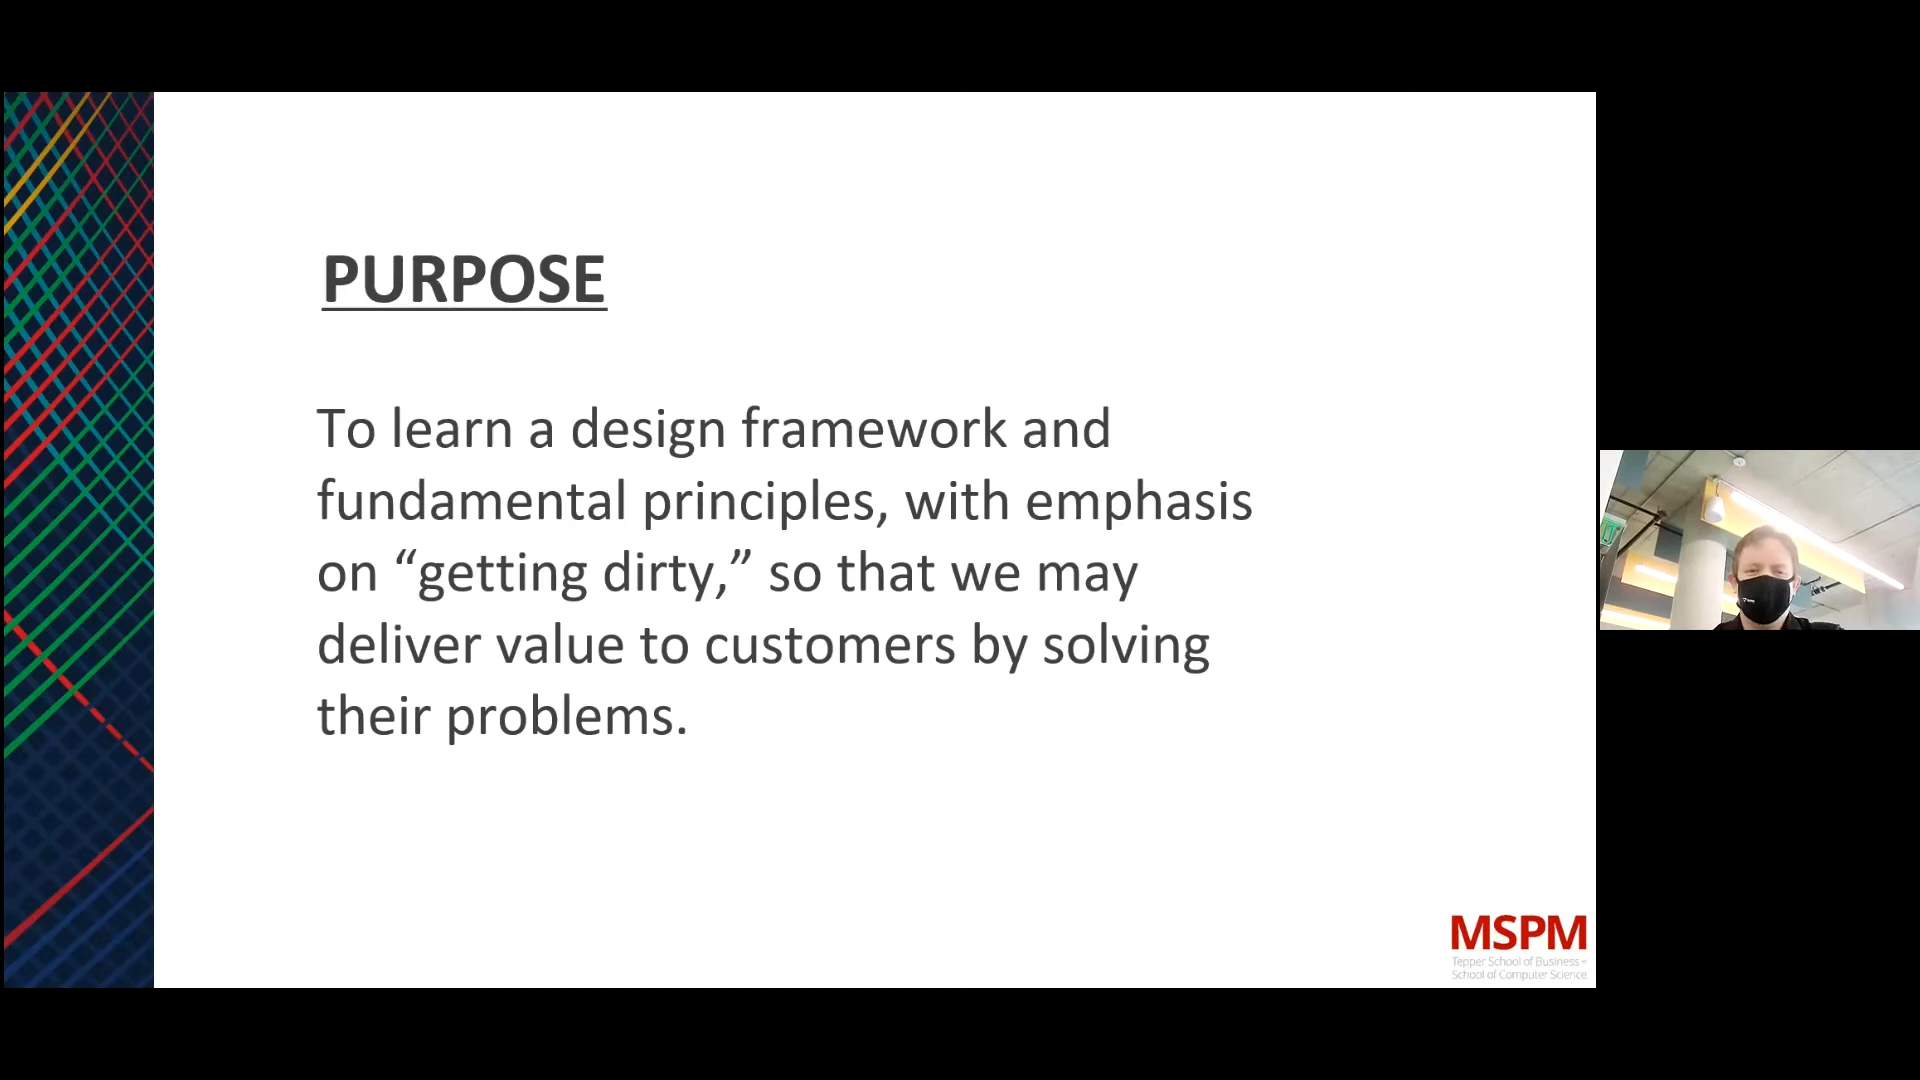 PURPOSE
To learn a design framework and
fundamental principles, with emphasis
on “getting dirty,” so that we may
deliver value to customers by solving
their problems.
MSPM
Tepper School of Business +
School of Computer Science